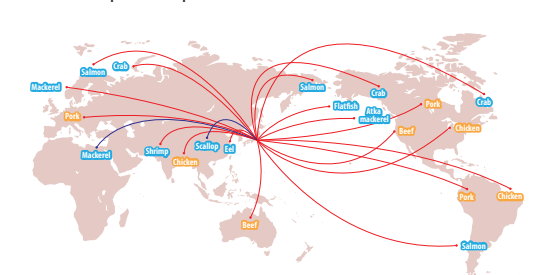 Salmon
Crab
Mackerel
Pork
Mackerel
Shrimp
Chicken
Scallop
Eel
Beef
Salmon
Flatfish
Crab
Atka
mackerel
Pork
Crab
Beef
Chicken
Pork
Chicken
Salmon